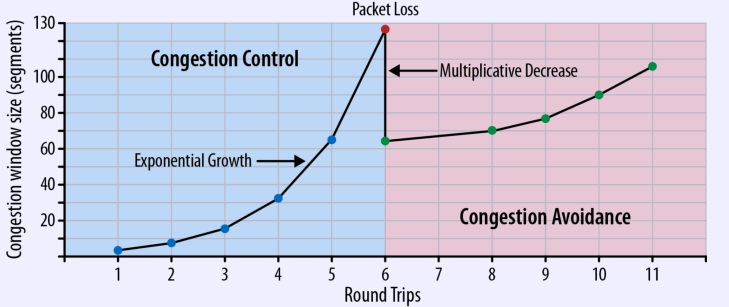 Packet Loss
Congestion window size (segments)
130
100
80
60
40
20
Congestion Control
Multiplicative Decrease
Exponential Growth
Congestion Avoidance
1 2 3 4 5 6 7 8 9 10 11
Round Trips